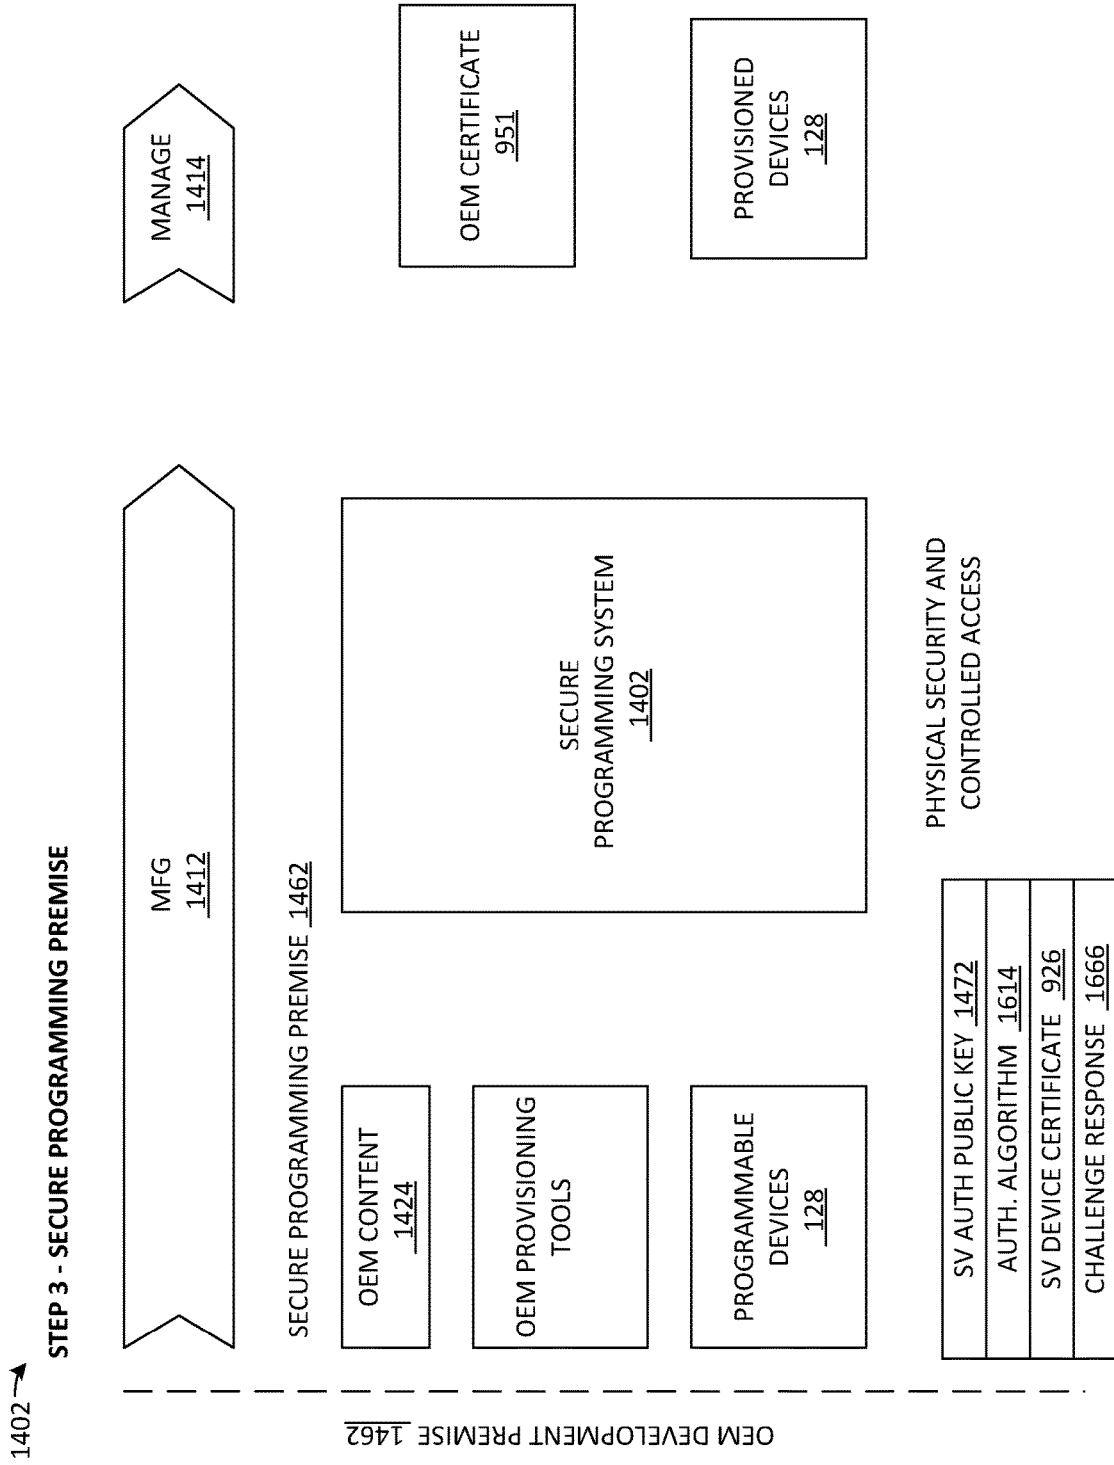 1402
STEP 3 - SECURE PROGRAMMING PREMISE
MFG
1412
MANAGE
1414
SECURE PROGRAMMING PREMISE 1462
OEM DEVELOPMENT PREMISE 1462
OEM CONTENT
1424
OEM PROVISIONING
TOOLS
PROGRAMMABLE
DEVICES
128
SECURE
PROGRAMMING SYSTEM
1402
OEM CERTIFICATE
951
PROVISIONED
DEVICES
128
SV AUTH PUBLIC KEY 1472
AUTH. ALGORITHM 1614
SV DEVICE CERTIFICATE 926
CHALLENGE RESPONSE 1666
PHYSICAL SECURITY AND
CONTROLLED ACCESS